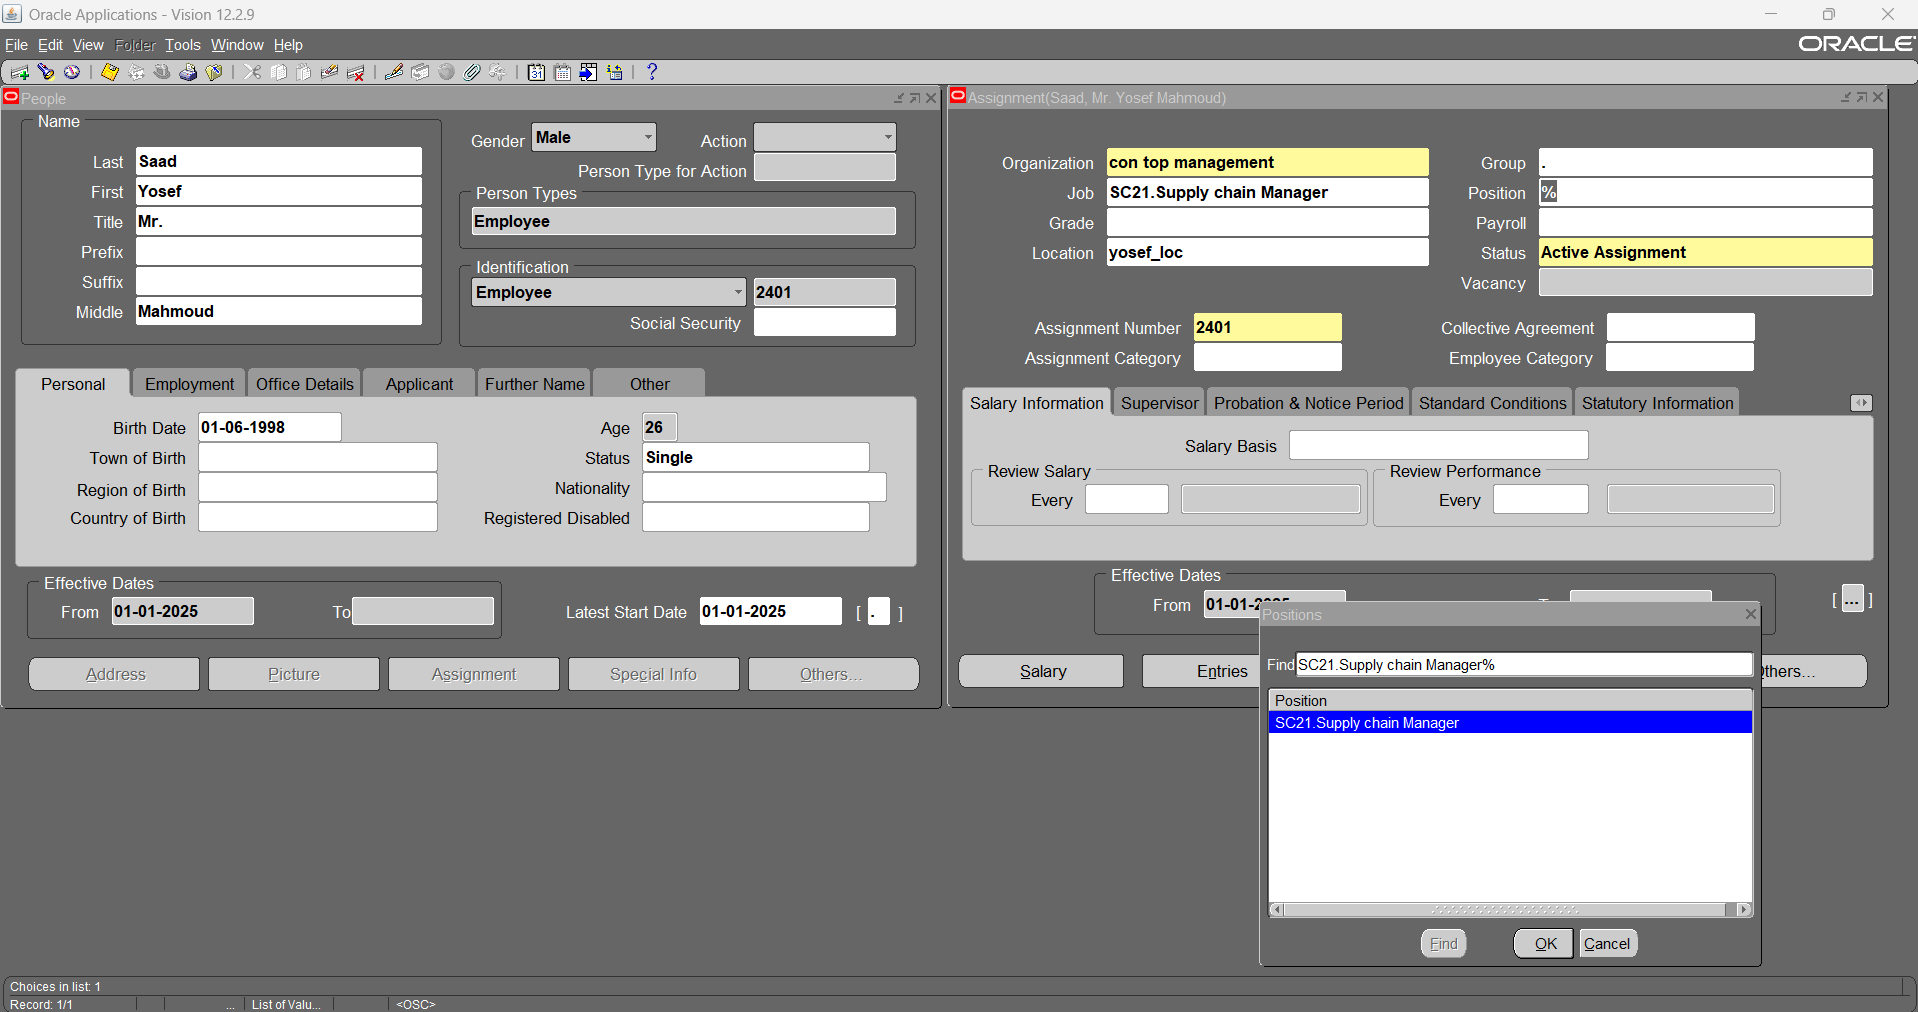 Oracle Applications - Vision 12.2.9
File Edit View Folder Tools Window Help
ORACLE
People
Name
Last Saad
First Yosef
Title Mr.
Prefix
Suffix
Middle Mahmoud
Gender Male
Action
Person Type for Action
Person Types
Employee
Identification
Employee 2401
Social Security
Personal Employment Office Details Applicant Further Name Other
Birth Date 01-06-1998
Town of Birth
Region of Birth
Country of Birth
Age 26
Status Single
Nationality
Registered Disabled
Effective Dates
From 01-01-2025 To
Latest Start Date 01-01-2025 [ . ]
Address Picture Assignment Special Info Others...
Assignment(Saad, Mr. Yosef Mahmoud)
Organization con top management
Job SC21.Supply chain Manager
Grade
Location yosef_loc
Group .
Position %
Payroll
Status Active Assignment
Vacancy
Assignment Number 2401
Assignment Category
Collective Agreement
Employee Category
Salary Information Supervisor Probation & Notice Period Standard Conditions Statutory Information
Salary Basis
Review Salary
Every
Review Performance
Every
Effective Dates
From 01-01-2025
[ ... ]
Salary Entries thers...
Positions
Find SC21.Supply chain Manager%
Position
SC21.Supply chain Manager
Find OK Cancel
Choices in list: 1
Record: 1/1 ... List of Valu... <OSC>